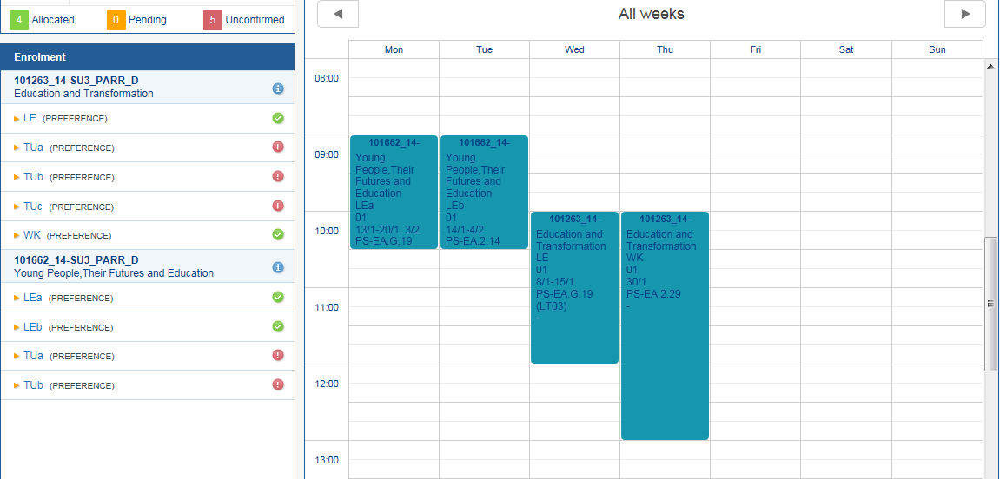 4 Allocated 0 Pending 5 Unconfirmed
Enrolment
101263_14-SU3_PARR_D
Education and Transformation
LE (PREFERENCE)
TUa (PREFERENCE)
TUb (PREFERENCE)
TUc (PREFERENCE)
WK (PREFERENCE)
101662_14-SU3_PARR_D
Young People,Their Futures and Education
LEa (PREFERENCE)
LEb (PREFERENCE)
TUa (PREFERENCE)
TUb (PREFERENCE)
All weeks
Mon Tue Wed Thu Fri Sat Sun
08:00
09:00
10:00
11:00
12:00
13:00
101662_14-
Young
People,Their
Futures and
Education
LEa
01
13/1-20/1, 3/2
PS-EA.G.19
101662_14-
Young
People,Their
Futures and
Education
LEb
01
14/1-4/2
PS-EA.2.14
101263_14-
Education and
Transformation
LE
01
8/1-15/1
PS-EA.G.19
(LT03)
-
101263_14-
Education and
Transformation
WK
01
30/1
PS-EA.2.29
-